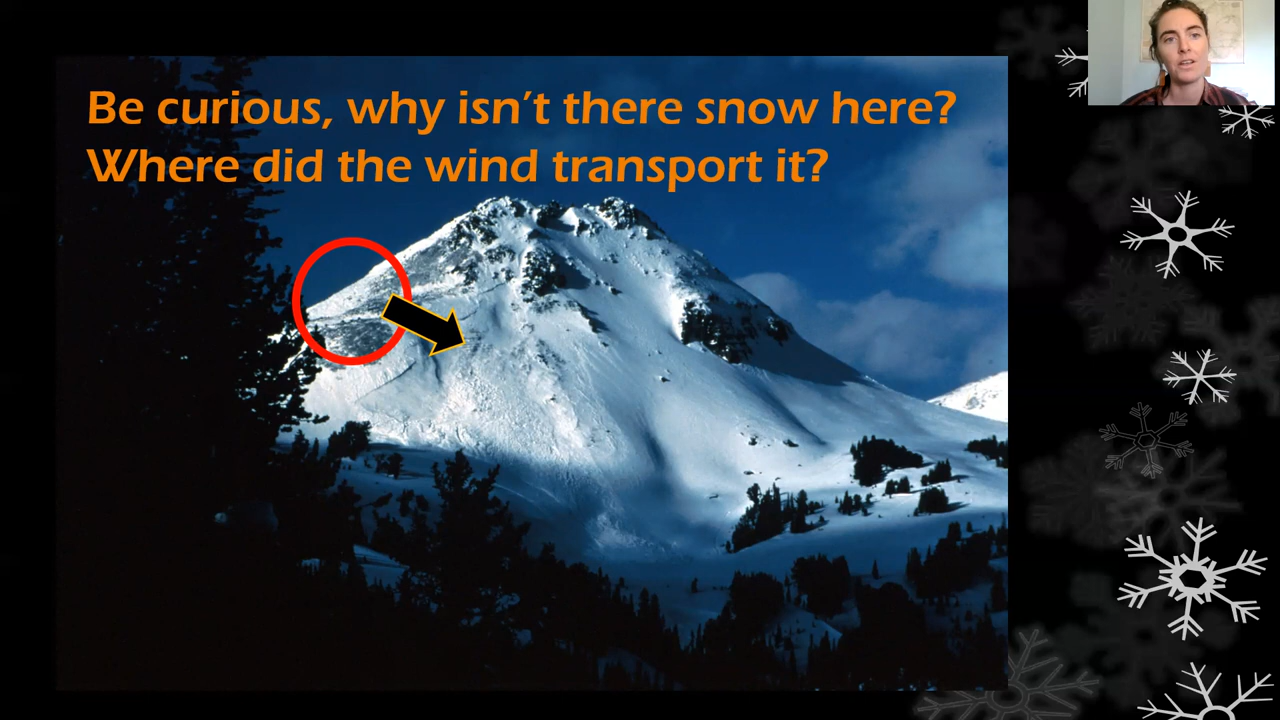 Be curious, why isn’t there snow here?
Where did the wind transport it?